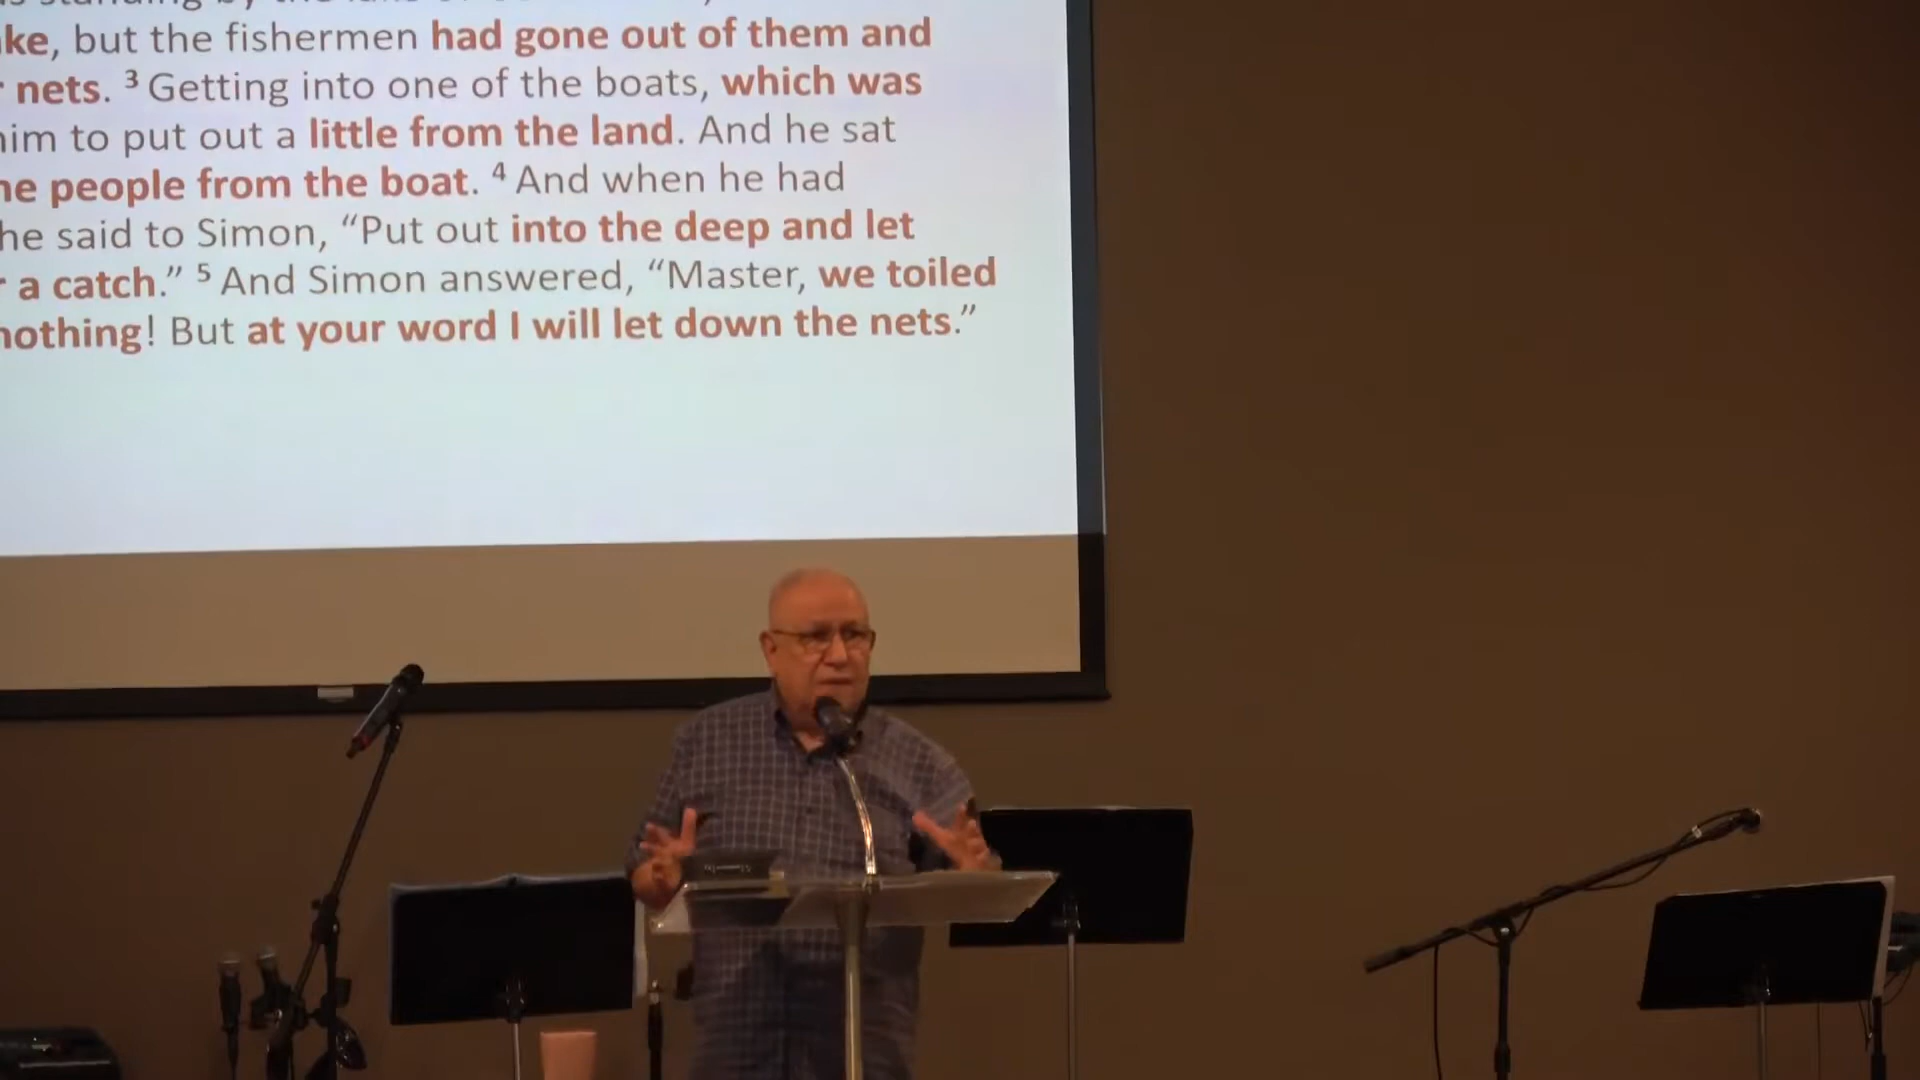 but the fishermen had gone out of them and
nets. ³ Getting into one of the boats, which was
to put out a little from the land. And he sat
people from the boat. ⁴ And when he had
he said to Simon, “Put out into the deep and let
a catch.” ⁵ And Simon answered, “Master, we toiled
nothing! But at your word I will let down the nets.”